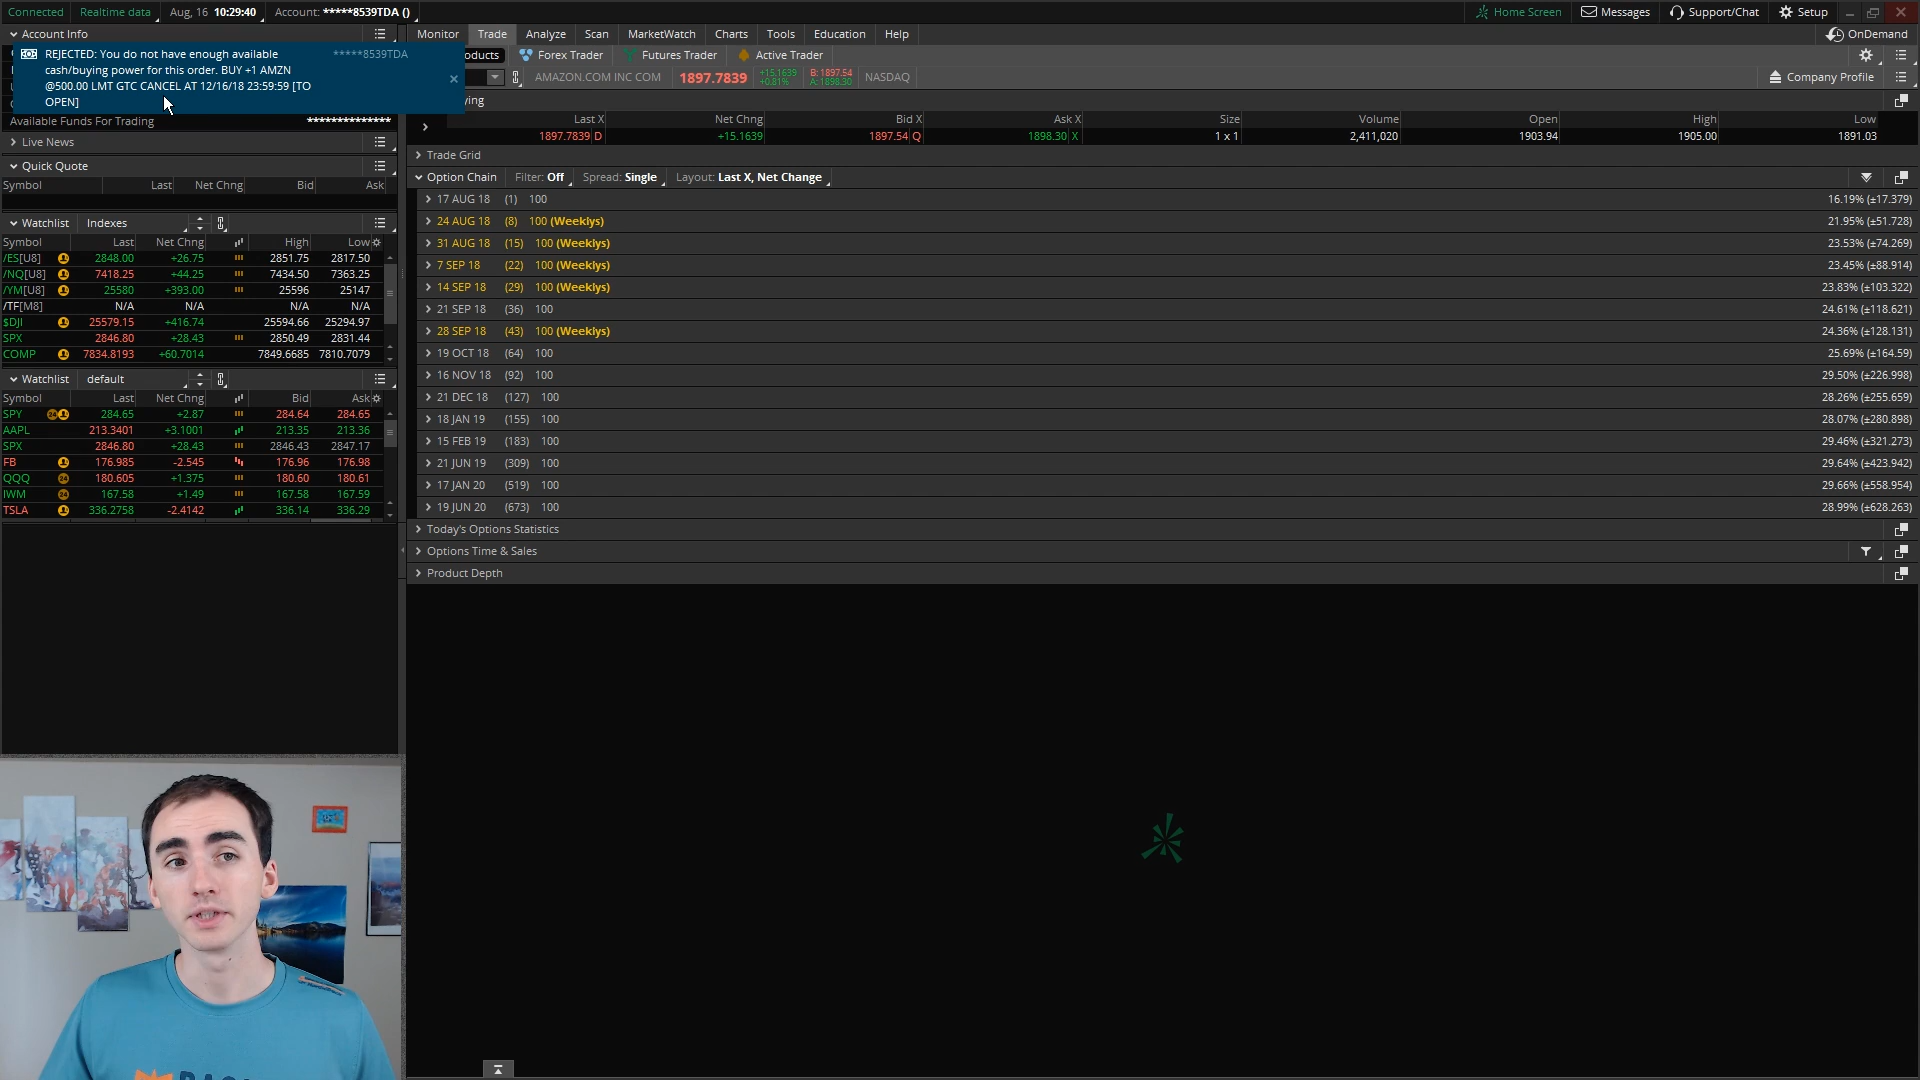 Connected Realtime data Aug, 16 10:29:40 Account: *****8539TDA () Home Screen Messages Support/Chat Setup
Account Info
REJECTED: You do not have enough available *****8539TDA
cash/buying power for this order. BUY +1 AMZN
@500.00 LMT GTC CANCEL AT 12/16/18 23:59:59 [TO
OPEN]
Available Funds For Trading **************
Live News
Quick Quote
Symbol Last Net Chng Bid Ask
Watchlist Indexes
Symbol Last Net Chng High Low
/ES[U8] 2848.00 +26.75 2851.75 2817.50
/NQ[U8] 7418.25 +44.25 7434.50 7363.25
/YM[U8] 25580 +393.00 25596 25147
/TF[M8] N/A N/A N/A N/A
$DJI 25579.15 +416.74 25594.66 25294.97
SPX 2846.80 +28.43 2850.49 2831.44
COMP 7834.8193 +60.7014 7849.6685 7810.7079
Watchlist default
Symbol Last Net Chng Bid Ask
SPY 24 284.65 +2.87 284.64 284.65
AAPL 213.3401 +3.1001 213.35 213.36
SPX 2846.80 +28.43 2846.43 2847.17
FB 176.985 -2.545 176.96 176.98
QQQ 24 180.605 +1.375 180.60 180.61
IWM 24 167.58 +1.49 167.58 167.59
TSLA 336.2758 -2.4142 336.14 336.29
Monitor Trade Analyze Scan MarketWatch Charts Tools Education Help OnDemand
oducts Forex Trader Futures Trader Active Trader
AMAZON.COM INC COM 1897.7839 +15.1639 +0.81% B: 1897.54 A: 1898.30 NASDAQ Company Profile
ying
Last X Net Chng Bid X Ask X Size Volume Open High Low
1897.7839 D +15.1639 1897.54 Q 1898.30 X 1 x 1 2,411,020 1903.94 1905.00 1891.03
Trade Grid
Option Chain Filter: Off Spread: Single Layout: Last X, Net Change
17 AUG 18 (1) 100 16.19% (±17.379)
24 AUG 18 (8) 100 (Weeklys) 21.95% (±51.728)
31 AUG 18 (15) 100 (Weeklys) 23.53% (±74.269)
7 SEP 18 (22) 100 (Weeklys) 23.45% (±88.914)
14 SEP 18 (29) 100 (Weeklys) 23.83% (±103.322)
21 SEP 18 (36) 100 24.61% (±118.621)
28 SEP 18 (43) 100 (Weeklys) 24.36% (±128.131)
19 OCT 18 (64) 100 25.69% (±164.59)
16 NOV 18 (92) 100 29.50% (±226.998)
21 DEC 18 (127) 100 28.26% (±255.659)
18 JAN 19 (155) 100 28.07% (±280.898)
15 FEB 19 (183) 100 29.46% (±321.273)
21 JUN 19 (309) 100 29.64% (±423.942)
17 JAN 20 (519) 100 29.66% (±558.954)
19 JUN 20 (673) 100 28.99% (±628.263)
Today's Options Statistics
Options Time & Sales
Product Depth